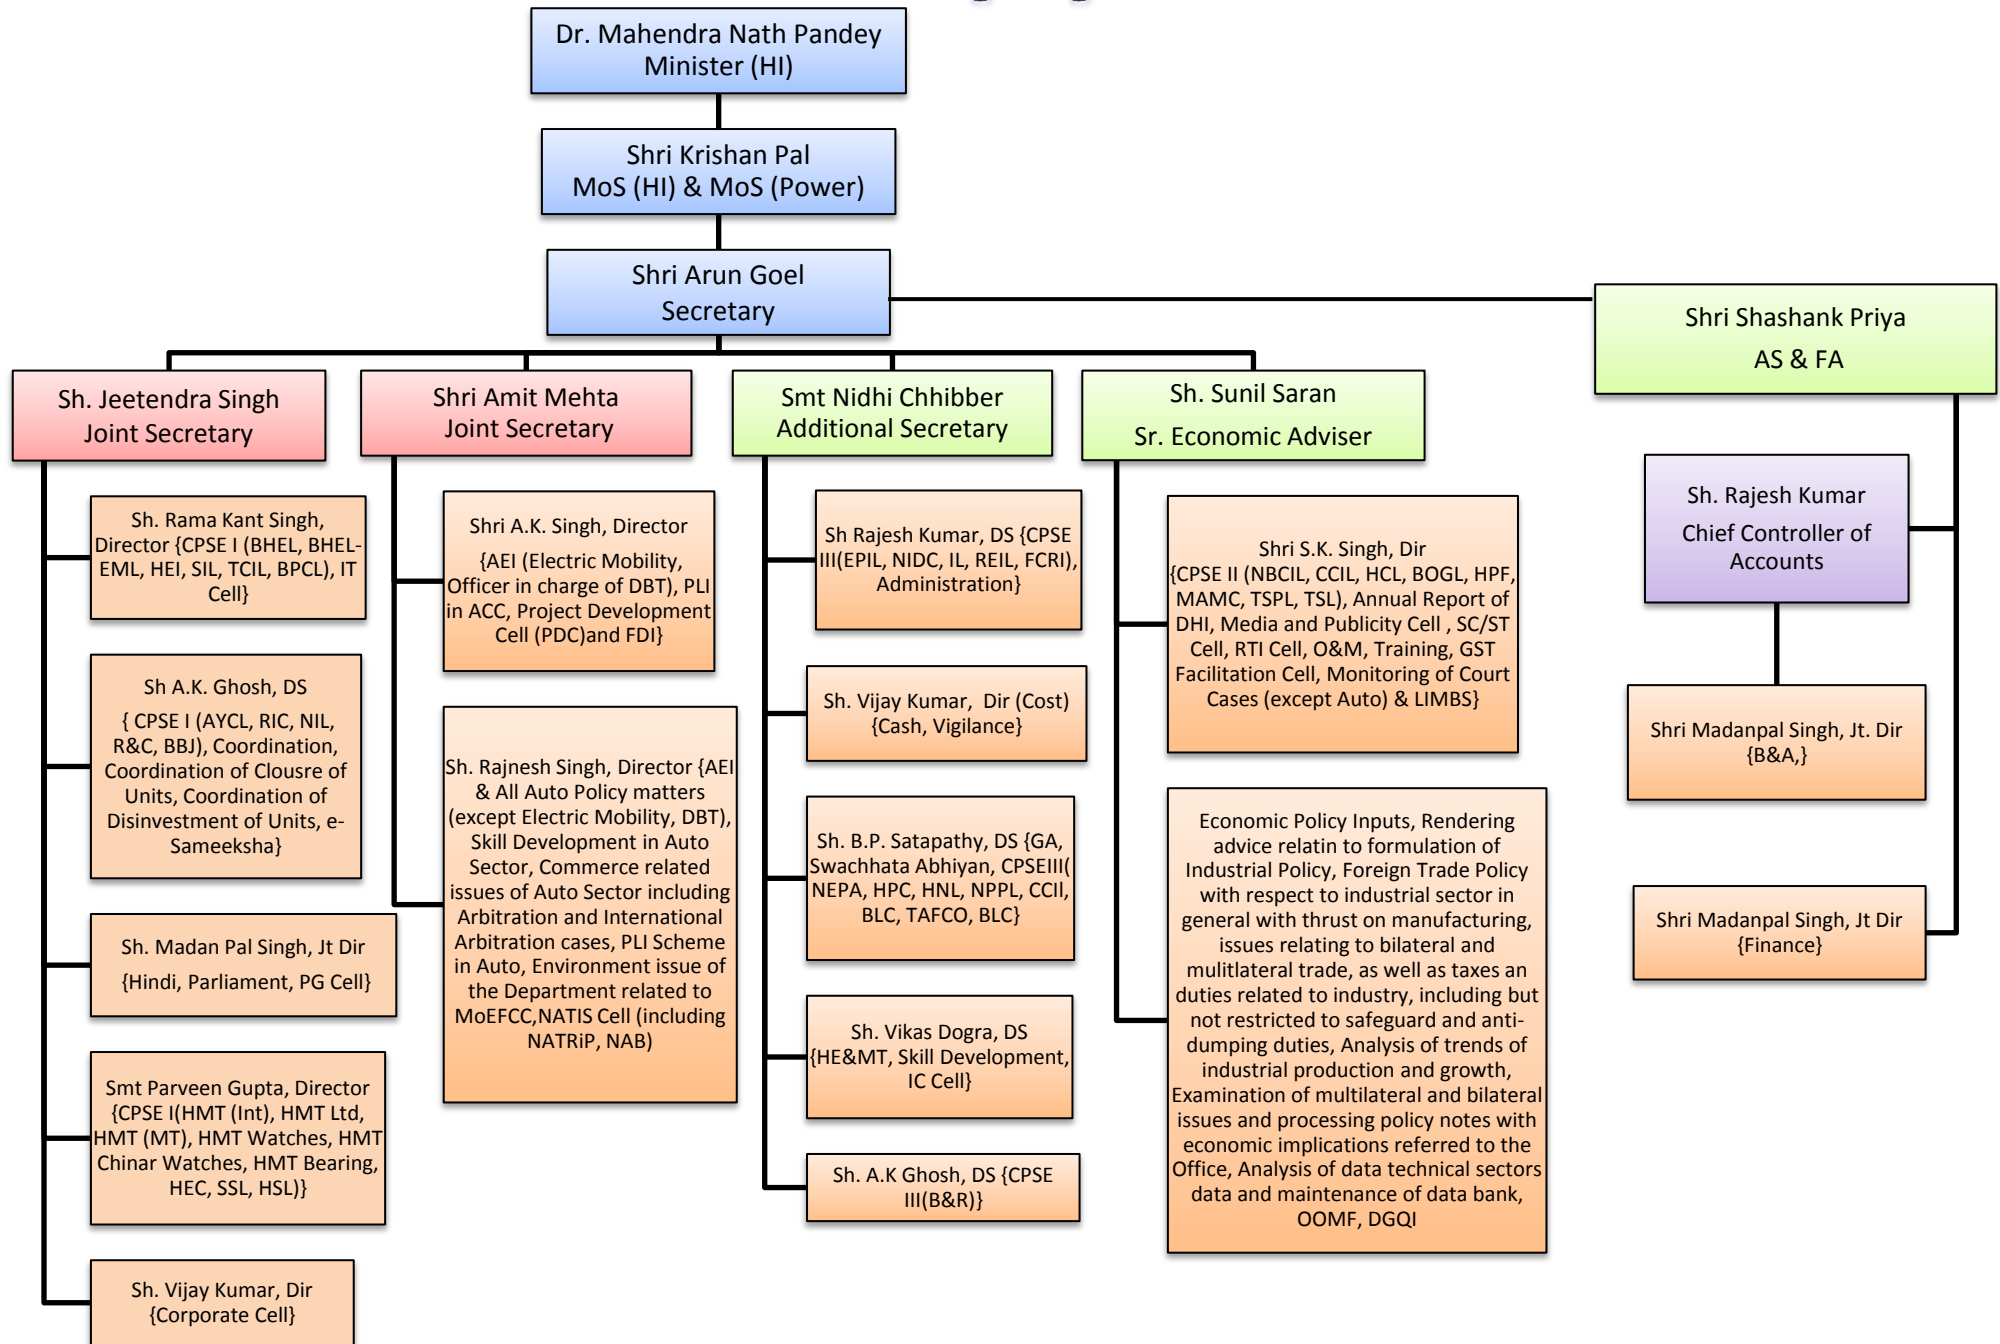 Dr. Mahendra Nath Pandey
Minister (HI)
Shri Krishan Pal
MoS (HI) & MoS (Power)
Shri Arun Goel
Secretary
Shri Shashank Priya
AS & FA
Sh. Jeetendra Singh
Joint Secretary
Sh. Rama Kant Singh,
Director {CPSE I (BHEL, BHEL-
EML, HEI, SIL, TCIL, BPCL), IT
Cell}
Sh A.K. Ghosh, DS
{ CPSE I (AYCL, RIC, NIL,
R&C, BBJ), Coordination,
Coordination of Clousre of
Units, Coordination of
Disinvestment of Units, e-
Sameeksha}
Sh. Madan Pal Singh, Jt Dir
{Hindi, Parliament, PG Cell}
Smt Parveen Gupta, Director
{CPSE I(HMT (Int), HMT Ltd,
HMT (MT), HMT Watches, HMT
Chinar Watches, HMT Bearing,
HEC, SSL, HSL)}
Sh. Vijay Kumar, Dir
{Corporate Cell}
Shri Amit Mehta
Joint Secretary
Shri A.K. Singh, Director
{AEI (Electric Mobility,
Officer in charge of DBT), PLI
in ACC, Project Development
Cell (PDC)and FDI}
Sh. Rajnesh Singh, Director {AEI
& All Auto Policy matters
(except Electric Mobility, DBT),
Skill Development in Auto
Sector, Commerce related
issues of Auto Sector including
Arbitration and International
Arbitration cases, PLI Scheme
in Auto, Environment issue of
the Department related to
MoEFCC,NATIS Cell (including
NATRiP, NAB)
Smt Nidhi Chhibber
Additional Secretary
Sh Rajesh Kumar, DS {CPSE
III(EPIL, NIDC, IL, REIL, FCRI),
Administration}
Sh. Vijay Kumar,  Dir (Cost)
{Cash, Vigilance}
Sh. B.P. Satapathy, DS {GA,
Swachhata Abhiyan, CPSEIII(
NEPA, HPC, HNL, NPPL, CCIl,
BLC, TAFCO, BLC}
Sh. Vikas Dogra, DS
{HE&MT, Skill Development,
IC Cell}
Sh. A.K Ghosh, DS {CPSE
III(B&R)}
Sh. Sunil Saran
Sr. Economic Adviser
Shri S.K. Singh, Dir
{CPSE II (NBCIL, CCIL, HCL, BOGL, HPF,
MAMC, TSPL, TSL), Annual Report of
DHI, Media and Publicity Cell , SC/ST
Cell, RTI Cell, O&M, Training, GST
Facilitation Cell, Monitoring of Court
Cases (except Auto) & LIMBS}
Economic Policy Inputs, Rendering
advice relatin to formulation of
Industrial Policy, Foreign Trade Policy
with respect to industrial sector in
general with thrust on manufacturing,
issues relating to bilateral and
mulitlateral trade, as well as taxes an
duties related to industry, including but
not restricted to safeguard and anti-
dumping duties, Analysis of trends of
industrial production and growth,
Examination of multilateral and bilateral
issues and processing policy notes with
economic implications referred to the
Office, Analysis of data technical sectors
data and maintenance of data bank,
OOMF, DGQI
Sh. Rajesh Kumar
Chief Controller of
Accounts
Shri Madanpal Singh, Jt. Dir
{B&A,}
Shri Madanpal Singh, Jt Dir
{Finance}